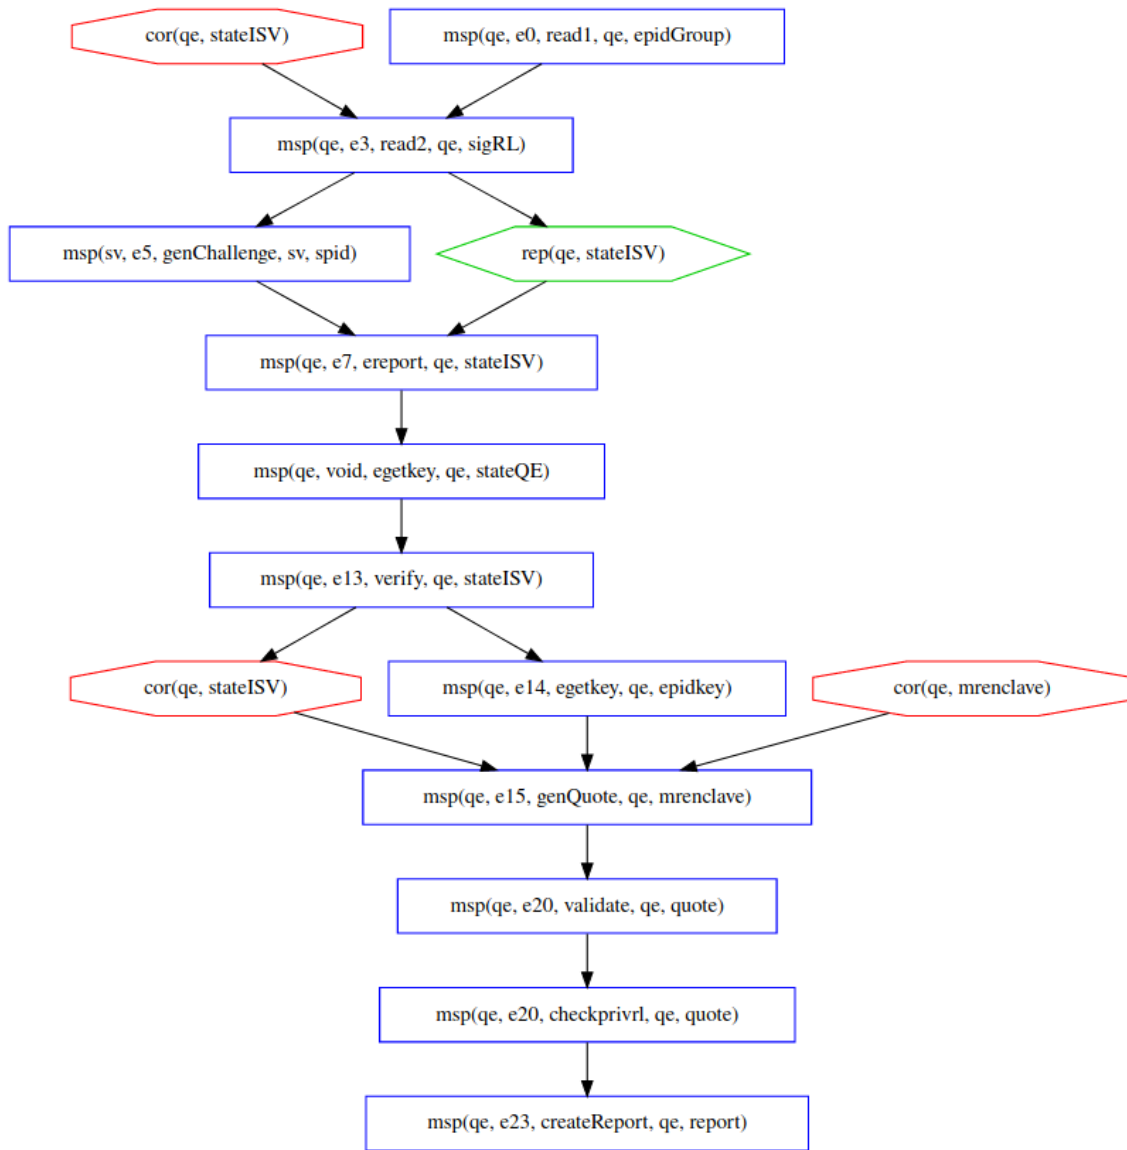 cor(qe, stateISV)
msp(qe, e0, read1, qe, epidGroup)
msp(qe, e3, read2, qe, sigRL)
msp(sv, e5, genChallenge, sv, spid)
rep(qe, stateISV)
msp(qe, e7, ereport, qe, stateISV)
msp(qe, void, egetkey, qe, stateQE)
msp(qe, e13, verify, qe, stateISV)
cor(qe, stateISV)
msp(qe, e14, egetkey, qe, epidkey)
cor(qe, mrenclave)
msp(qe, e15, genQuote, qe, mrenclave)
msp(qe, e20, validate, qe, quote)
msp(qe, e20, checkprivrl, qe, quote)
msp(qe, e23, createReport, qe, report)